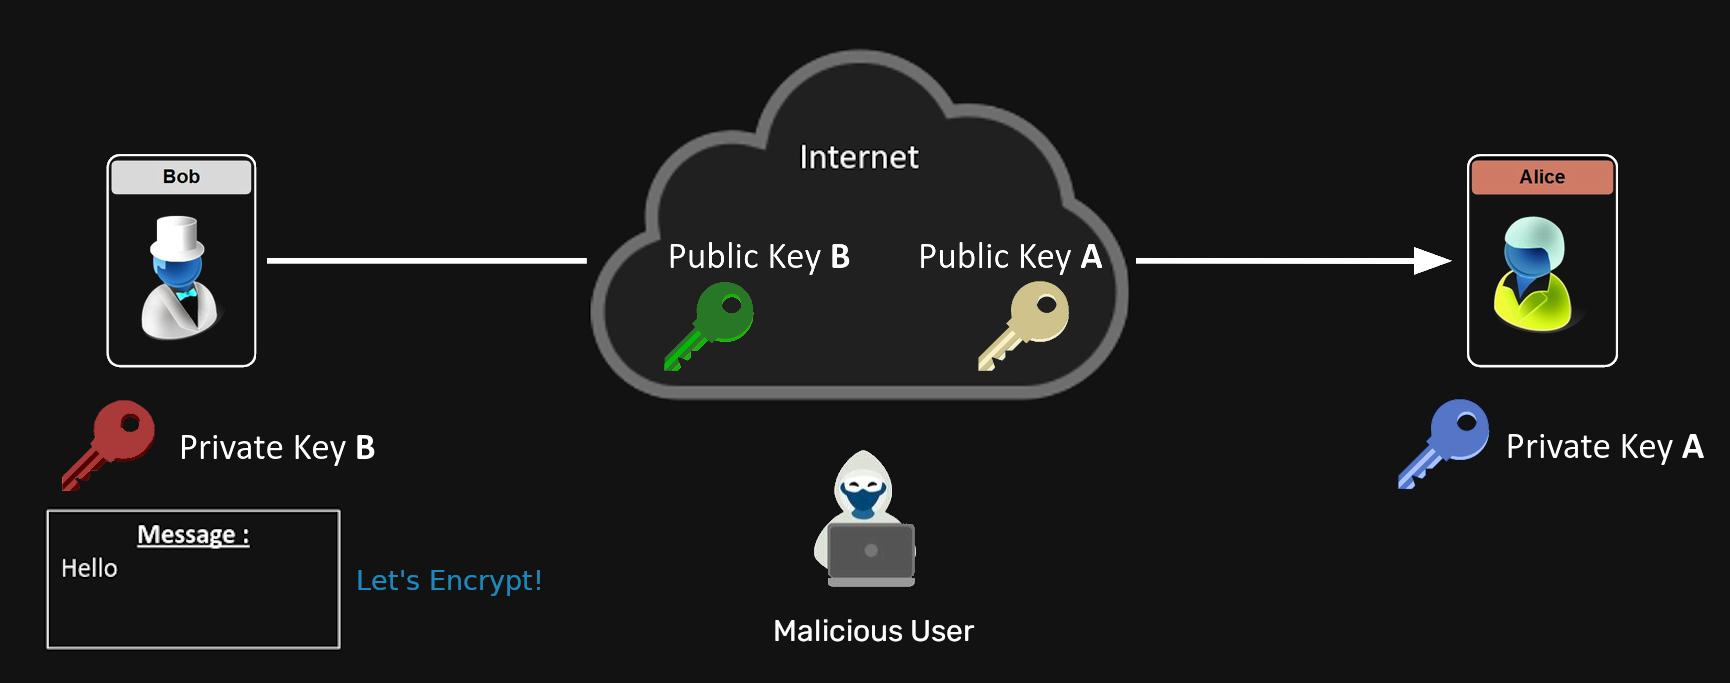 Internet
Bob
Alice
Public Key B
Public Key A
Private Key B
Private Key A
Message :
Hello
Let's Encrypt!
Malicious User